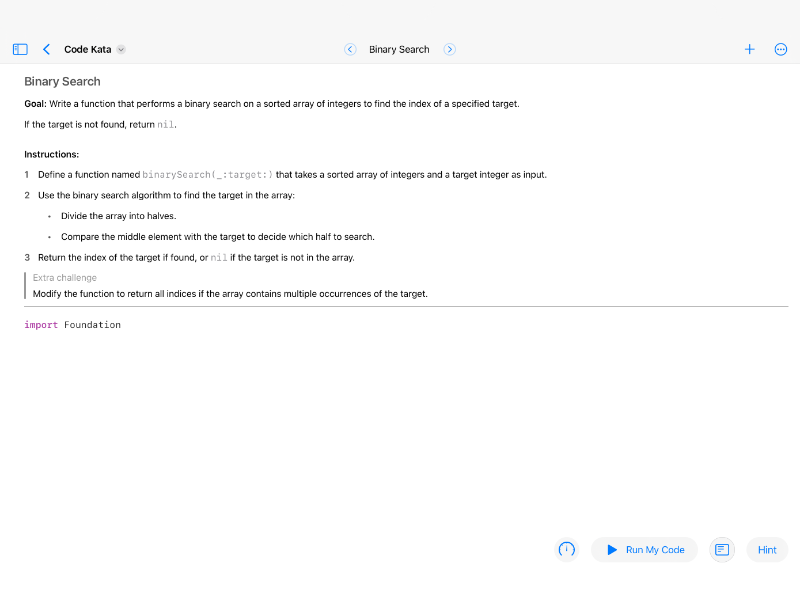 Code Kata
Binary Search
Binary Search
Goal: Write a function that performs a binary search on a sorted array of integers to find the index of a specified target.
If the target is not found, return nil.
Instructions:
1 Define a function named binarySearch(_:target:) that takes a sorted array of integers and a target integer as input.
2 Use the binary search algorithm to find the target in the array:
• Divide the array into halves.
• Compare the middle element with the target to decide which half to search.
3 Return the index of the target if found, or nil if the target is not in the array.
Extra challenge
Modify the function to return all indices if the array contains multiple occurrences of the target.
import Foundation
Run My Code
Hint